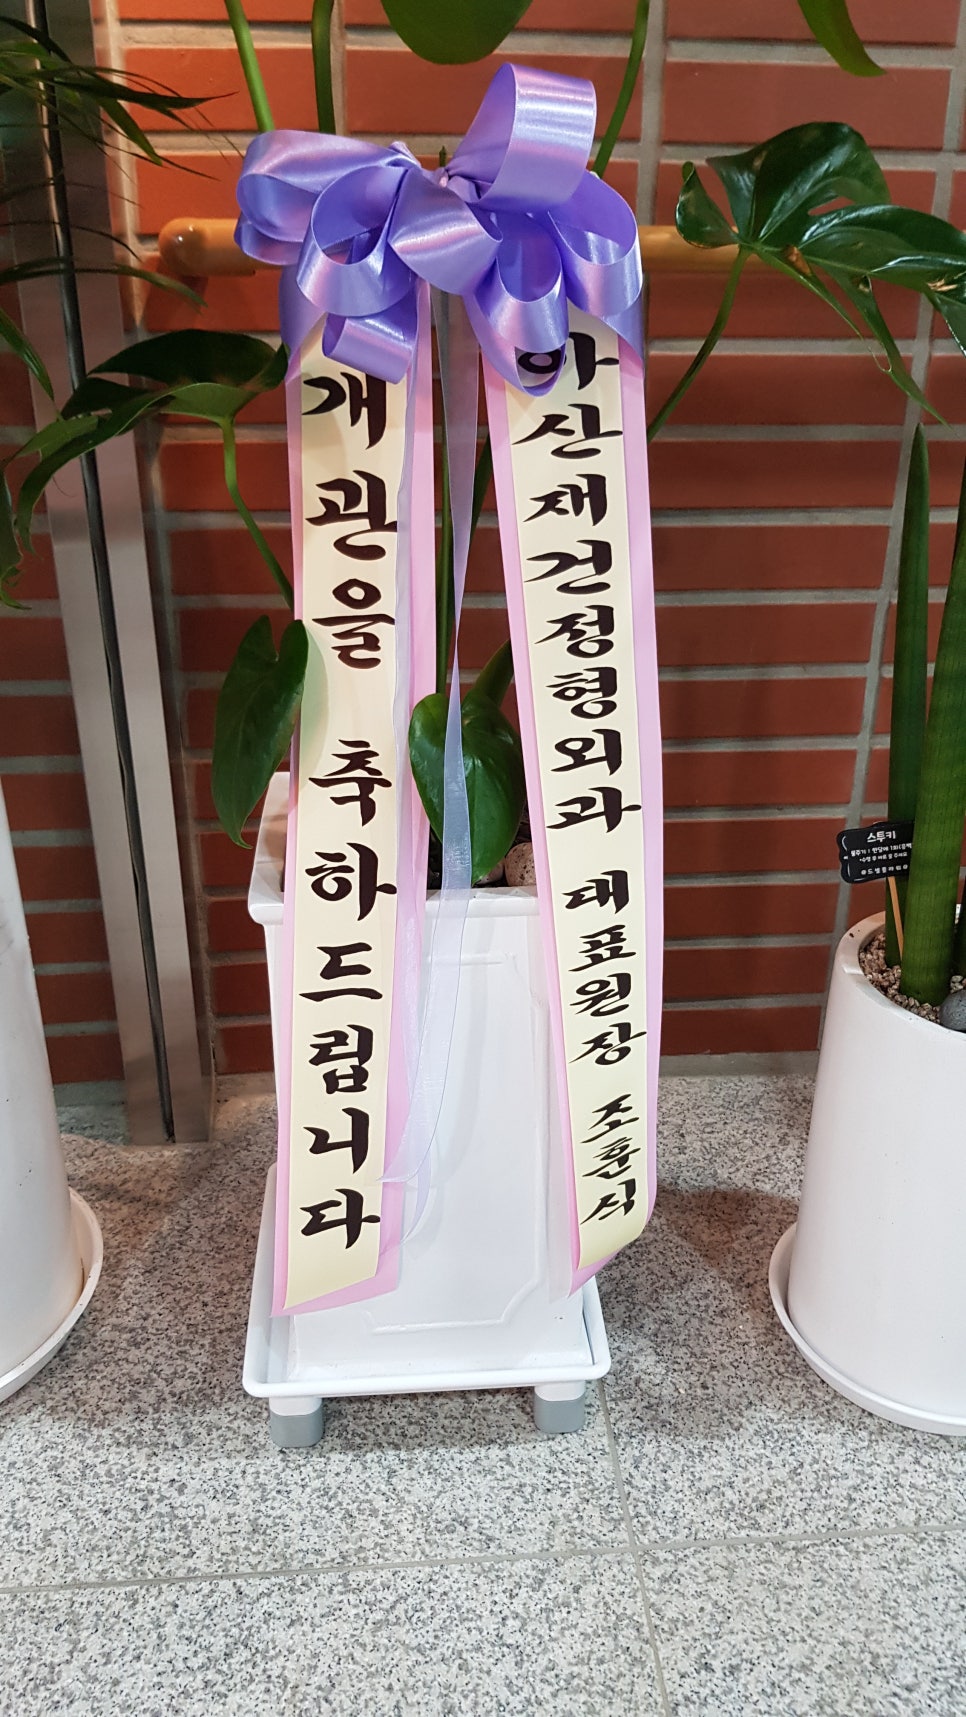 개관을 축하드립니다
아산재건정형외과 대표원장 조훈식
스투키